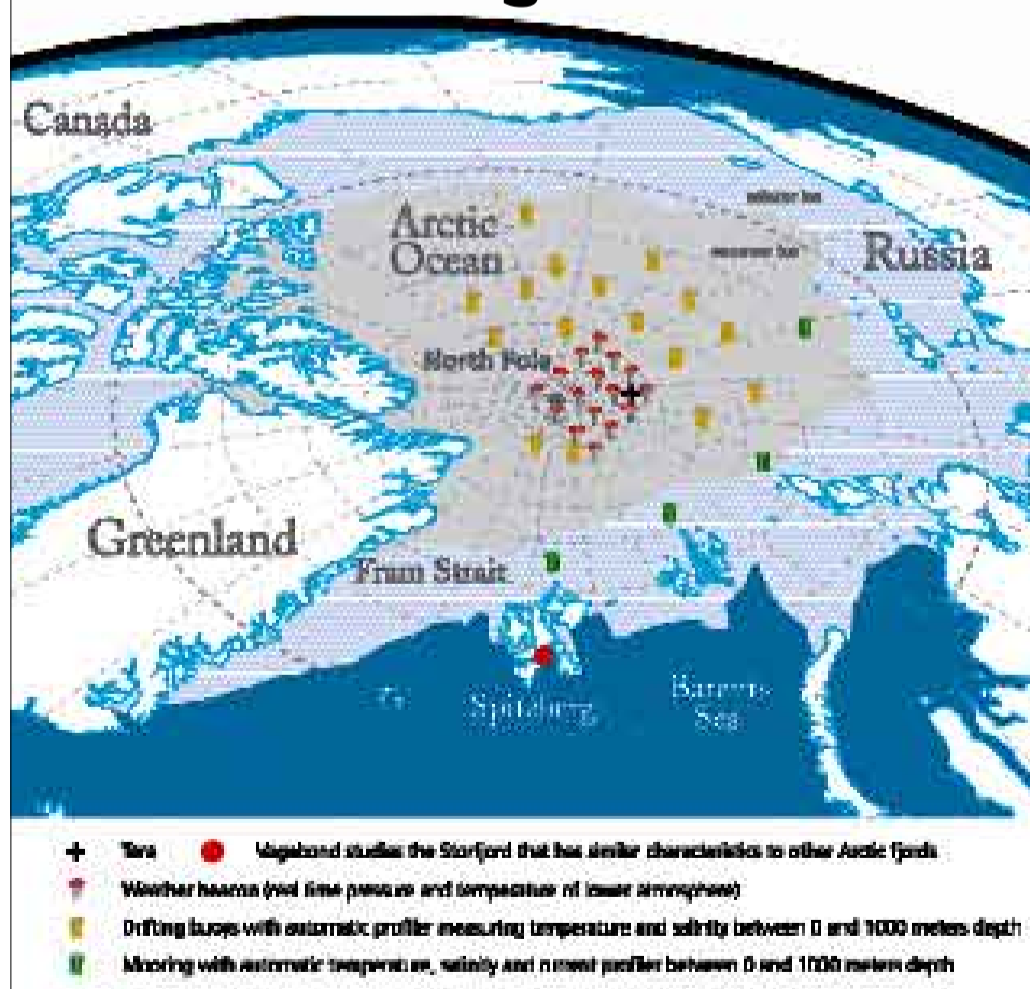 Canada
Arctic
Ocean
Russia
North Pole
Greenland
Fram Strait
Spitzberg
Barents
Sea
Tara
Vagabond studies the Storfjord that has similar characteristics to other Arctic fjords
Weather beacons (real time pressure and temperature of lower atmosphere)
Drifting buoys with automatic profiler measuring temperature and salinity between 0 and 1000 meters depth
Mooring with automatic temperature, salinity and current profiler between 0 and 1000 meters depth